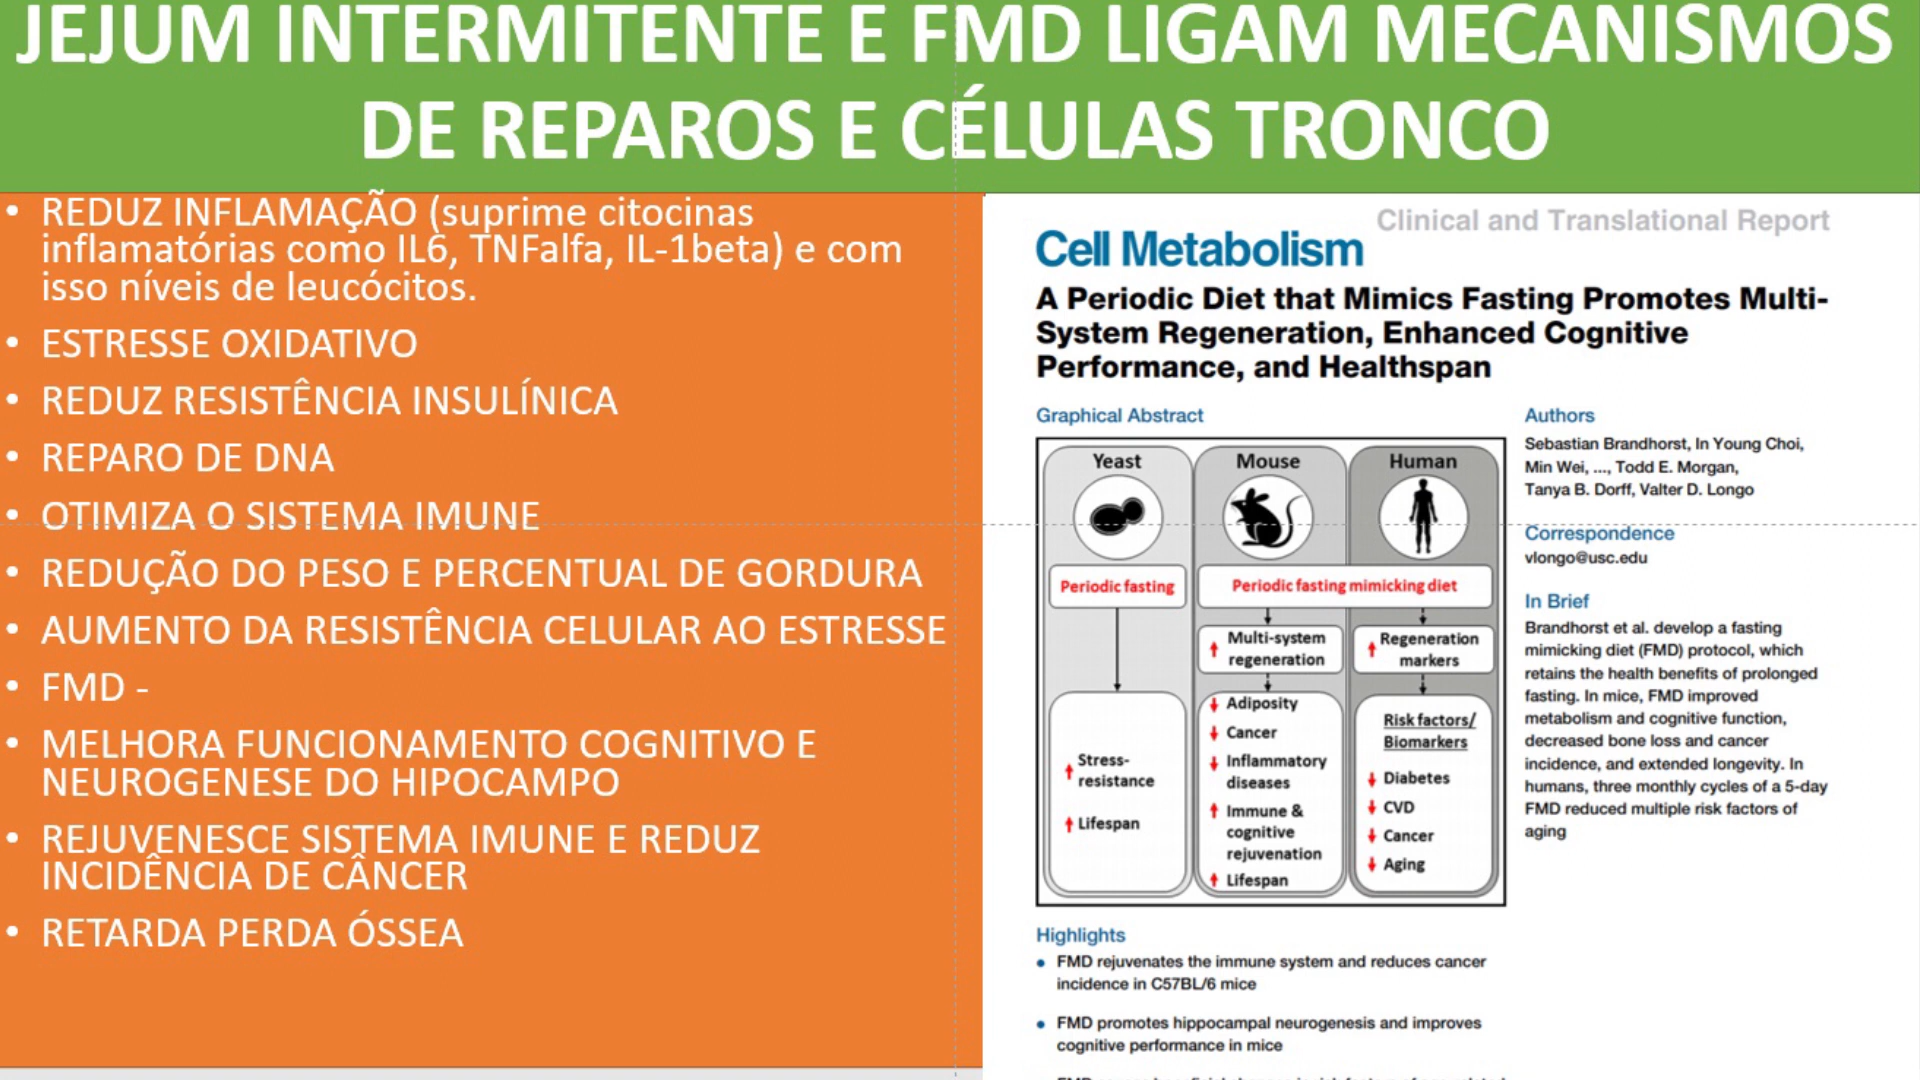 JEJUM INTERMITENTE E FMD LIGAM MECANISMOS
DE REPAROS E CÉLULAS TRONCO
• REDUZ INFLAMAÇÃO (suprime citocinas
inflamatórias como IL6, TNFalfa, IL-1beta) e com
isso níveis de leucócitos.
• ESTRESSE OXIDATIVO
• REDUZ RESISTÊNCIA INSULÍNICA
• REPARO DE DNA
• OTIMIZA O SISTEMA IMUNE
• REDUÇÃO DO PESO E PERCENTUAL DE GORDURA
• AUMENTO DA RESISTÊNCIA CELULAR AO ESTRESSE
• FMD -
• MELHORA FUNCIONAMENTO COGNITIVO E
NEUROGENESE DO HIPOCAMPO
• REJUVENESCE SISTEMA IMUNE E REDUZ
INCIDÊNCIA DE CÂNCER
• RETARDA PERDA ÓSSEA
Clinical and Translational Report
Cell Metabolism
A Periodic Diet that Mimics Fasting Promotes Multi-
System Regeneration, Enhanced Cognitive
Performance, and Healthspan
Graphical Abstract
Yeast
Mouse
Human
Periodic fasting
Periodic fasting mimicking diet
Multi-system
regeneration
Regeneration
markers
Stress-
resistance
Lifespan
Adiposity
Cancer
Inflammatory
diseases
Immune &
cognitive
rejuvenation
Lifespan
Risk factors/
Biomarkers
Diabetes
CVD
Cancer
Aging
Authors
Sebastian Brandhorst, In Young Choi,
Min Wei, ..., Todd E. Morgan,
Tanya B. Dorff, Valter D. Longo
Correspondence
vlongo@usc.edu
In Brief
Brandhorst et al. develop a fasting
mimicking diet (FMD) protocol, which
retains the health benefits of prolonged
fasting. In mice, FMD improved
metabolism and cognitive function,
decreased bone loss and cancer
incidence, and extended longevity. In
humans, three monthly cycles of a 5-day
FMD reduced multiple risk factors of
aging
Highlights
• FMD rejuvenates the immune system and reduces cancer
incidence in C57BL/6 mice
• FMD promotes hippocampal neurogenesis and improves
cognitive performance in mice